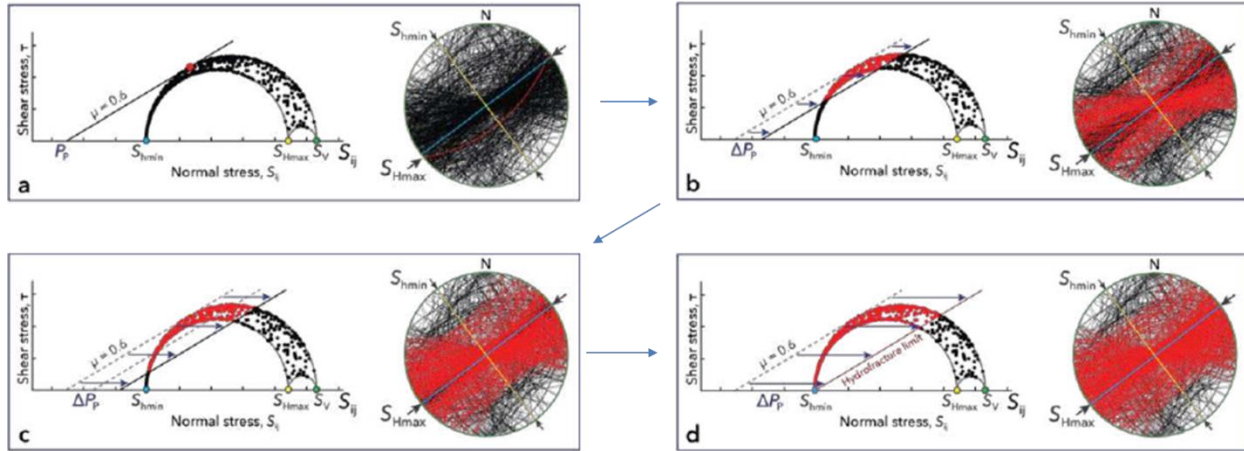 Shear stress, τ
μ = 0.6
P_P
S_hmin
S_Hmax
S_V
S_ij
Normal stress, S_ij
a
N
S_hmin
S_Hmax
Shear stress, τ
μ = 0.6
ΔP_P
S_hmin
S_Hmax
S_V
S_ij
Normal stress, S_ij
b
N
S_hmin
S_Hmax
Shear stress, τ
μ = 0.6
ΔP_P
S_hmin
S_Hmax
S_V
S_ij
Normal stress, S_ij
c
N
S_hmin
S_Hmax
Shear stress, τ
μ = 0.6
Hydrofracture limit
ΔP_P
S_hmin
S_Hmax
S_V
S_ij
Normal stress, S_ij
d
N
S_hmin
S_Hmax